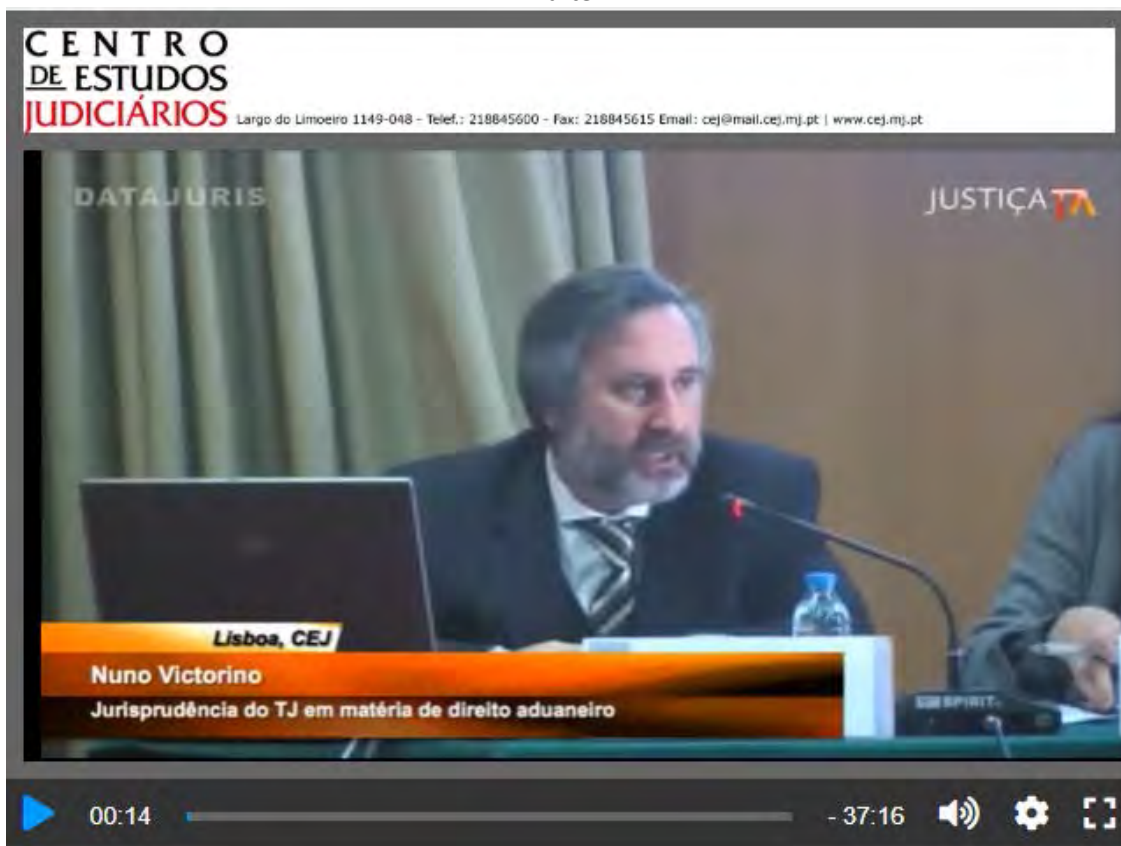 CENTRO
DE ESTUDOS
JUDICIÁRIOS Largo do Limoeiro 1149-048 - Telef.: 218845600 - Fax: 218845615 Email: cej@mail.cej.mj.pt | www.cej.mj.pt
DATAJURIS
JUSTIÇA TV
Lisboa, CEJ
Nuno Victorino
Jurisprudência do TJ em matéria de direito aduaneiro
SPIRIT
00:14 - 37:16